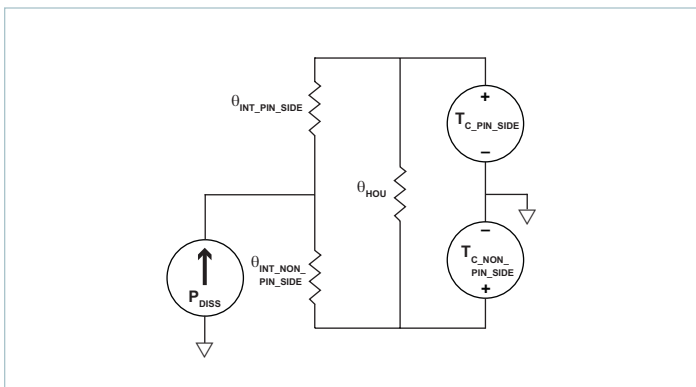 θINT_PIN_SIDE
+
TC_PIN_SIDE
−
θHOU
−
TC_NON_
PIN_SIDE
+
θINT_NON_
PIN_SIDE
PDISS